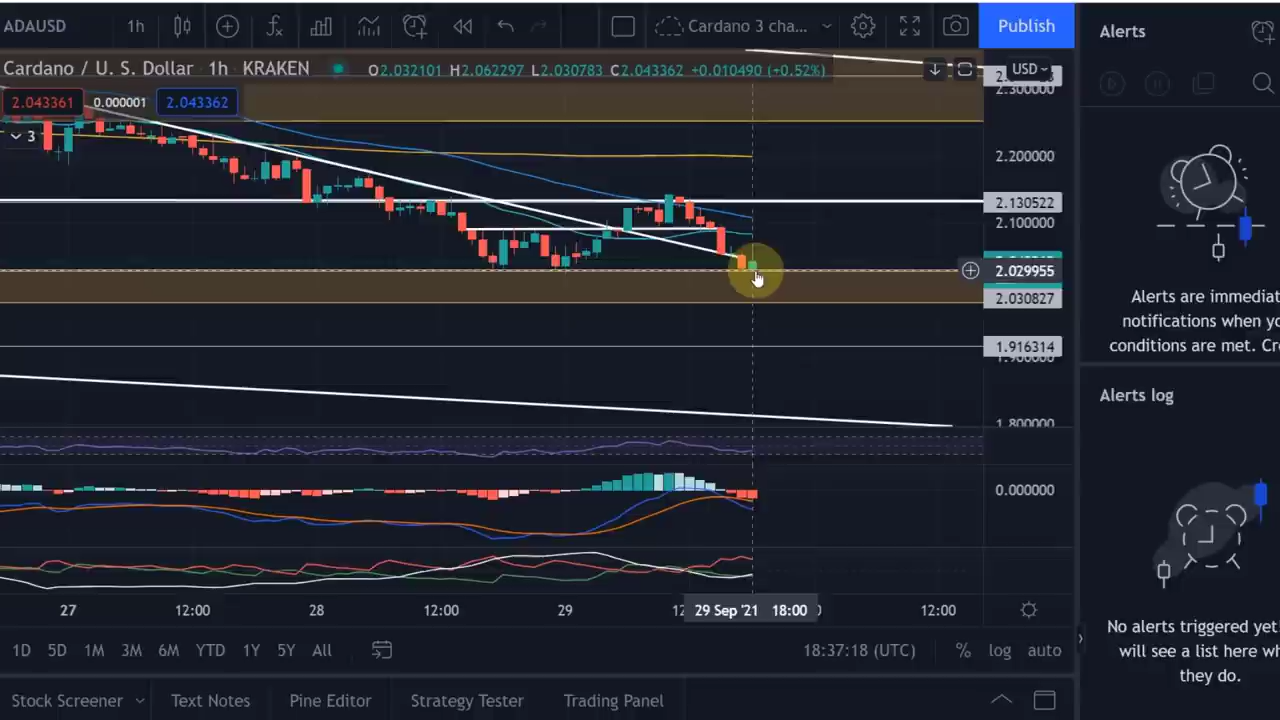 ADAUSD 1h Cardano 3 cha... Publish
Alerts
Cardano / U. S. Dollar · 1h · KRAKEN O2.032101 H2.062297 L2.030783 C2.043362 +0.010490 (+0.52%)
USD
2.300000
2.043361 0.000001 2.043362
3
2.200000
2.130522
2.100000
2.029955
2.030827
1.916314
1.900000
1.800000
0.000000
Alerts are immediat
notifications when yo
conditions are met. Cr
Alerts log
No alerts triggered yet
will see a list here wh
they do.
27 12:00 28 12:00 29 29 Sep '21 18:00 12:00
1D 5D 1M 3M 6M YTD 1Y 5Y All 18:37:18 (UTC) % log auto
Stock Screener Text Notes Pine Editor Strategy Tester Trading Panel